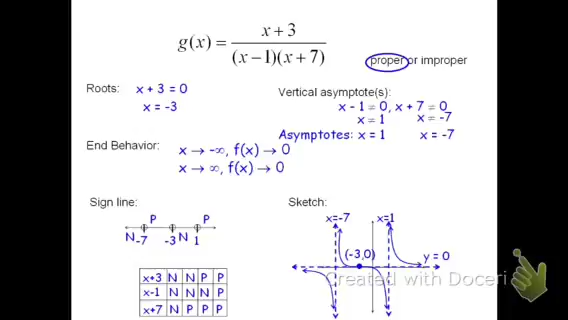 g(x) = x + 3 / (x − 1)(x + 7)
proper or improper
Roots: x + 3 = 0
x = -3
Vertical asymptote(s):
x - 1 = 0, x + 7 = 0
x = 1 x = -7
Asymptotes: x = 1 x = -7
End Behavior: x → -∞, f(x) → 0
x → ∞, f(x) → 0
Sign line:
P P
N -7 -3 N 1
x+3 N N P P
x-1 N N N P
x+7 N P P P
Sketch:
x=-7 x=1
(-3,0) y = 0
Created with Doceri